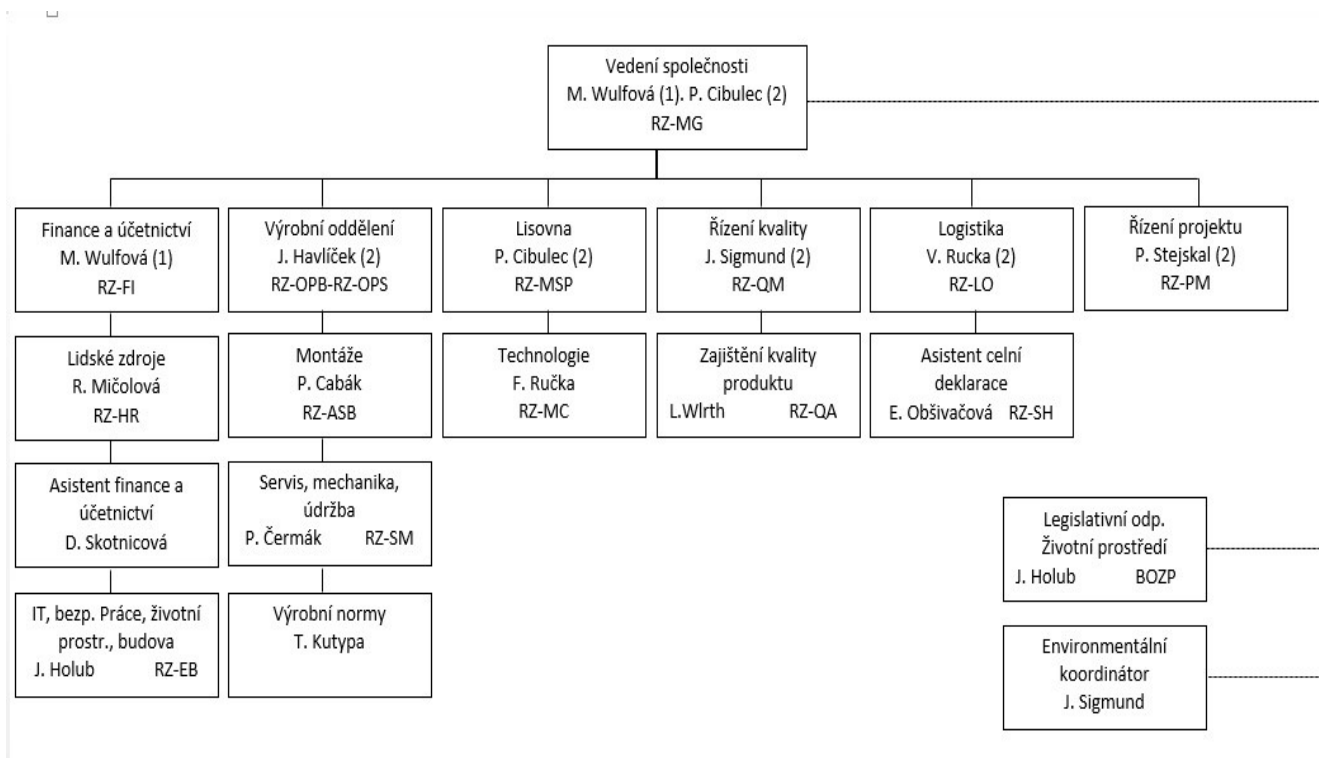 Vedení společnosti
M. Wulfová (1). P. Cibulec (2)
RZ-MG
Finance a účetnictví
M. Wulfová (1)
RZ-FI
Výrobní oddělení
J. Havlíček (2)
RZ-OPB-RZ-OPS
Lisovna
P. Cibulec (2)
RZ-MSP
Řízení kvality
J. Sigmund (2)
RZ-QM
Logistika
V. Rucka (2)
RZ-LO
Řízení projektu
P. Stejskal (2)
RZ-PM
Lidské zdroje
R. Mičolová
RZ-HR
Montáže
P. Cabák
RZ-ASB
Technologie
F. Ručka
RZ-MC
Zajištění kvality
produktu
L.Wlrth RZ-QA
Asistent celní
deklarace
E. Obšivačová RZ-SH
Asistent finance a
účetnictví
D. Skotnicová
Servis, mechanika,
údržba
P. Čermák RZ-SM
Legislativní odp.
Životní prostředí
J. Holub BOZP
IT, bezp. Práce, životní
prostr., budova
J. Holub RZ-EB
Výrobní normy
T. Kutypa
Environmentální
koordinátor
J. Sigmund